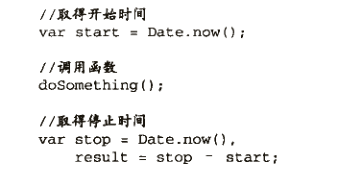 //取得开始时间
var start = Date.now();
//调用函数
doSomething();
//取得停止时间
var stop = Date.now(),
result = stop - start;